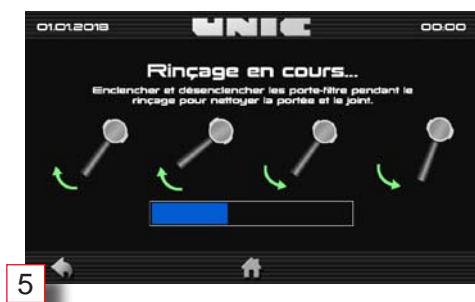 01.01.2018 UNIC 00:00
Rinçage en cours...
Enclencher et désenclencher les porte-filtre pendant le
rinçage pour nettoyer la portée et le joint.
5